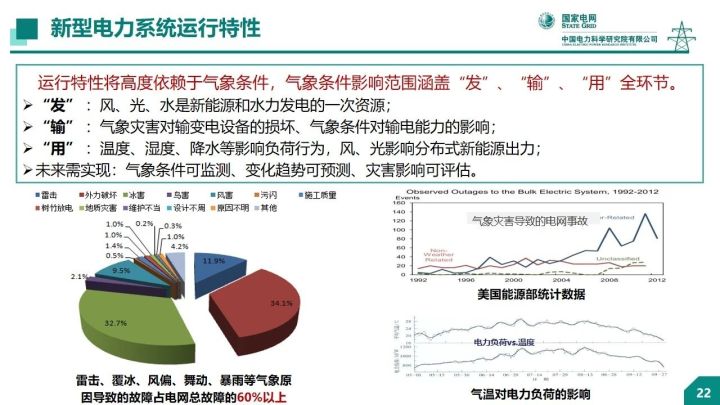 新型电力系统运行特性
国家电网
STATE GRID
中国电力科学研究院有限公司
CHINA ELECTRIC POWER RESEARCH INSTITUTE
运行特性将高度依赖于气象条件，气象条件影响范围涵盖“发”、“输”、“用”全环节。
“发”：风、光、水是新能源和水力发电的一次资源；
“输”：气象灾害对输变电设备的损坏、气象条件对输电能力的影响；
“用”：温度、湿度、降水等影响负荷行为，风、光影响分布式新能源出力；
未来需实现：气象条件可监测、变化趋势可预测、灾害影响可评估。
雷击 外力破坏 冰害 鸟害 风害 污闪 施工质量
树竹放电 地质灾害 维护不当 设计不周 原因不明 其他
1.0%
0.2%
0.3%
1.0%
1.0%
1.4%
4.2%
0.5%
9.5%
2.1%
11.9%
34.1%
32.7%
雷击、覆冰、风偏、舞动、暴雨等气象原
因导致的故障占电网总故障的60%以上
Observed Outages to the Bulk Electric System, 1992-2012
Events
160
140
120
100
80
60
40
20
0
气象灾害导致的电网事故
er-Related
Non-
Weather
Related
Unclassified
1992 1996 2000 2004 2008 2012
美国能源部统计数据
电力负荷vs.温度
气温对电力负荷的影响
22